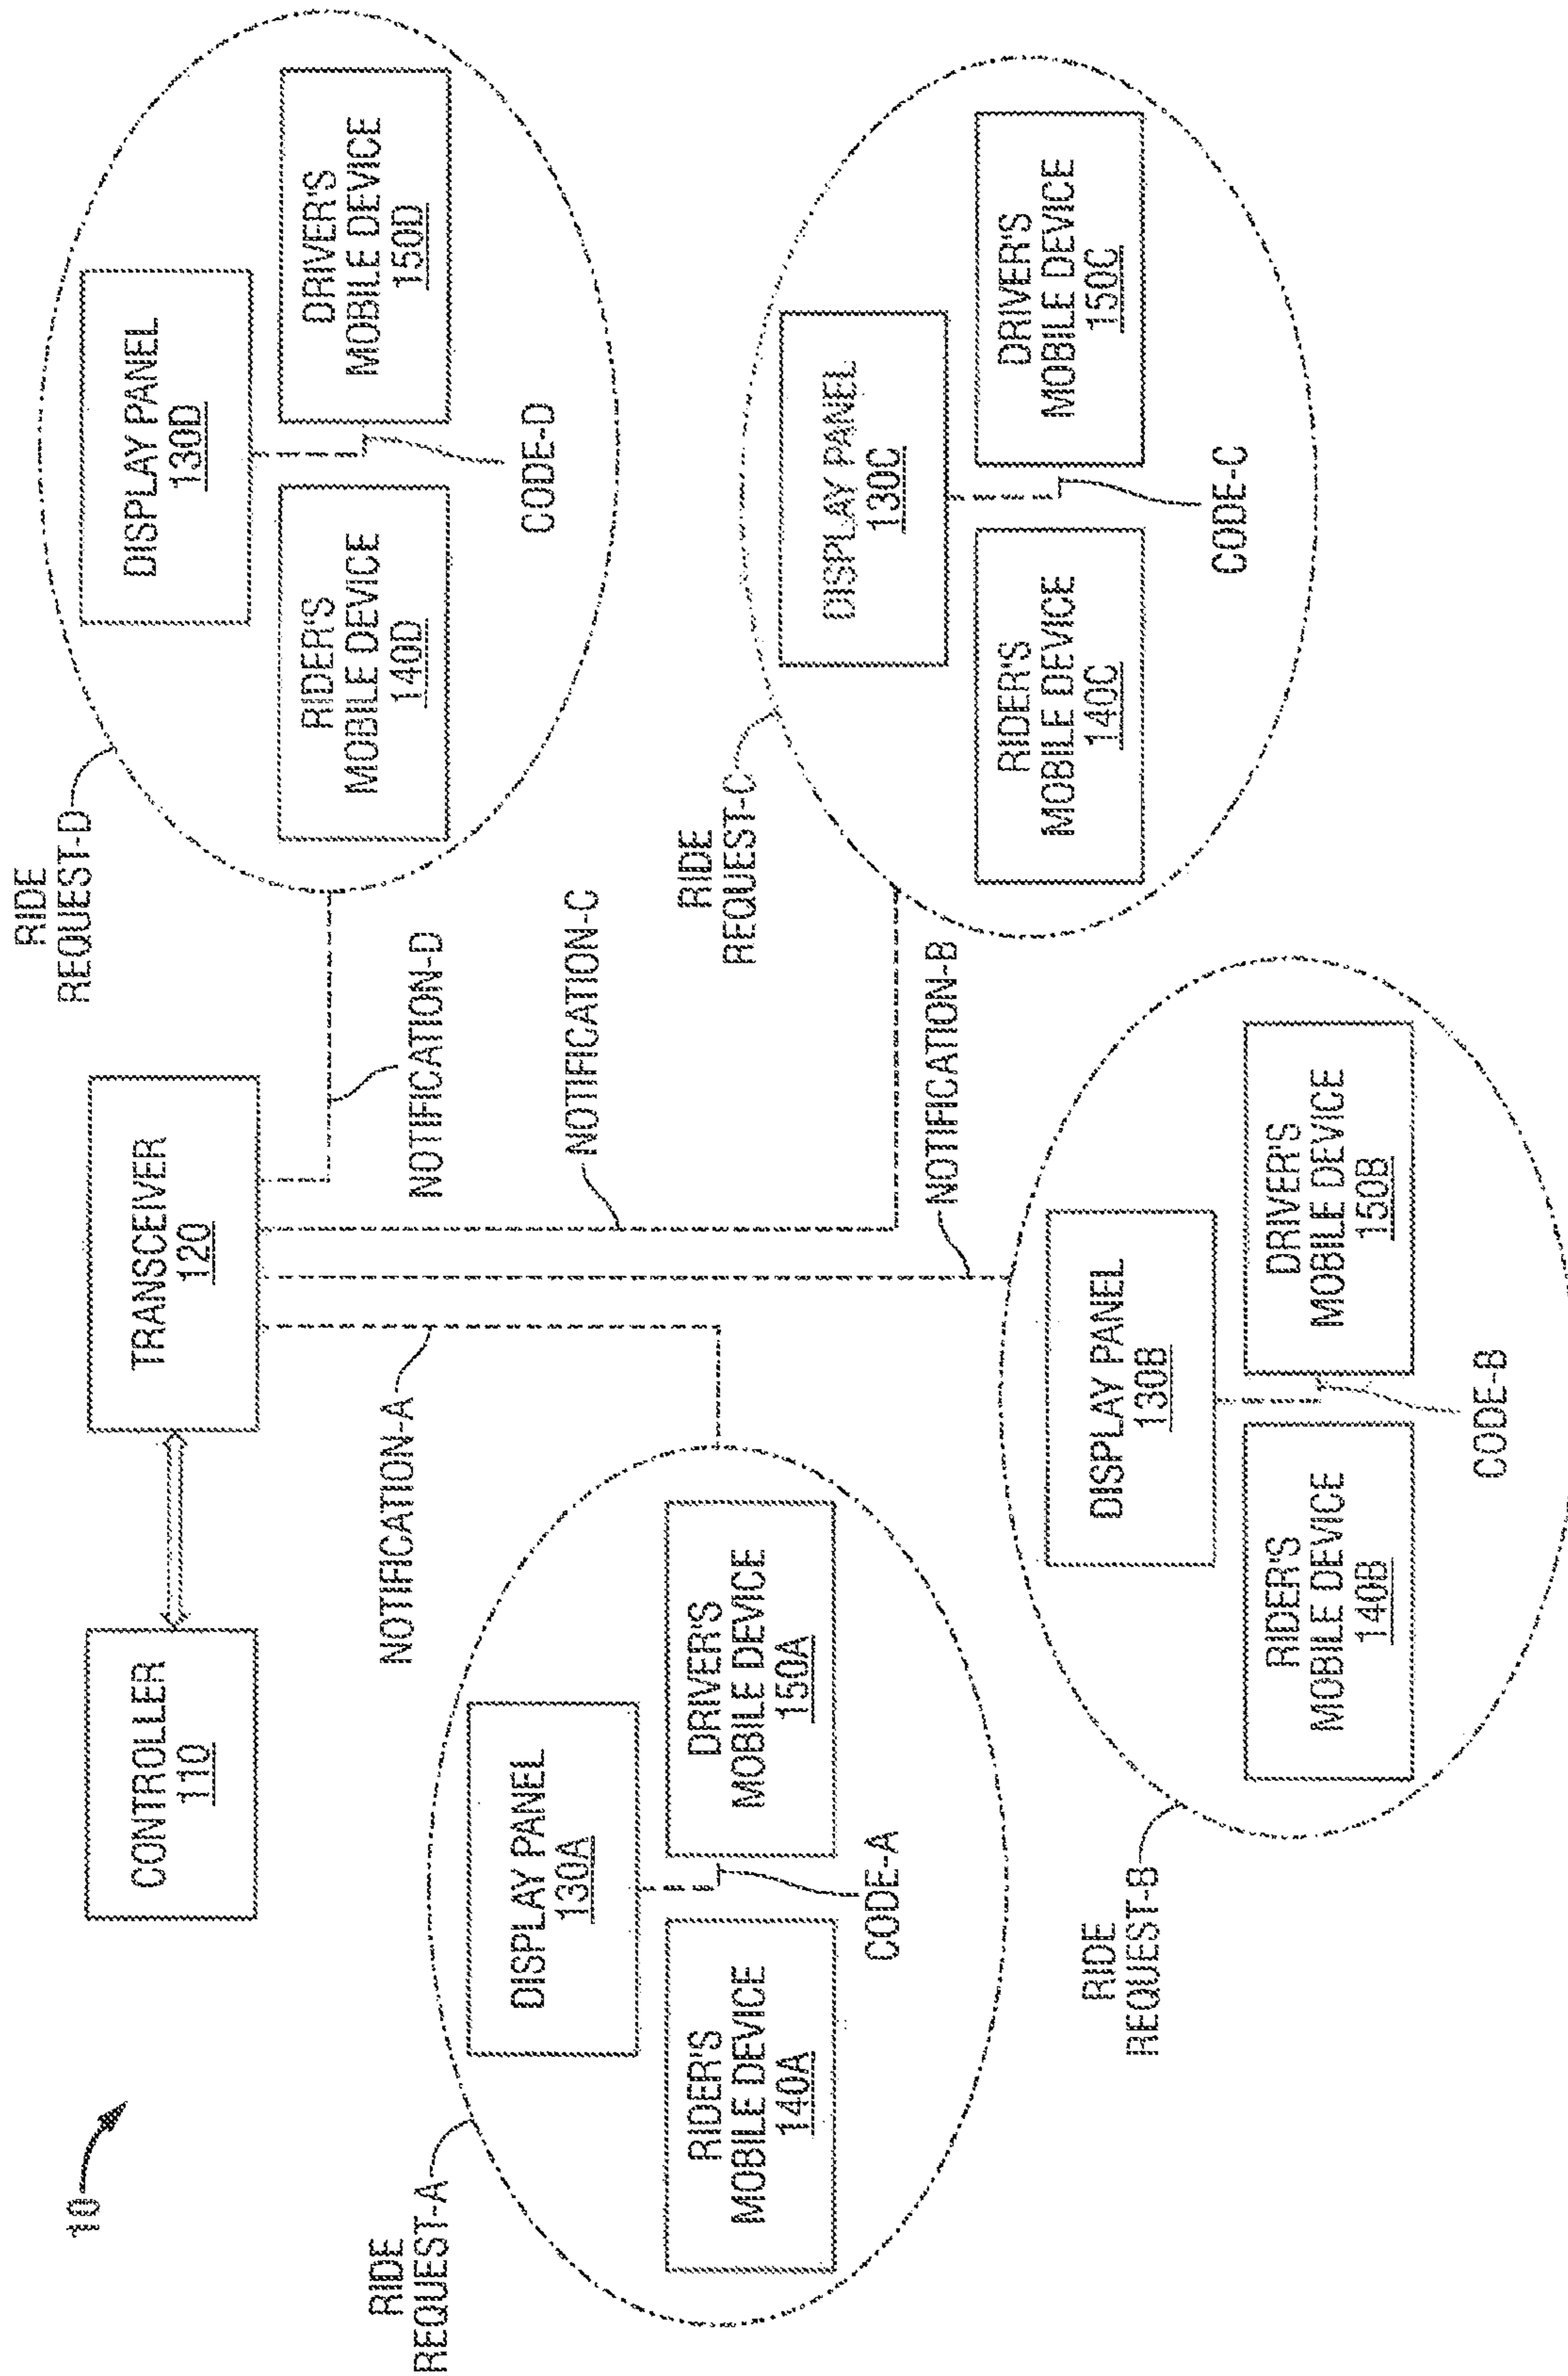 10
CONTROLLER
110
TRANSCEIVER
120
NOTIFICATION-A
NOTIFICATION-D
NOTIFICATION-C
NOTIFICATION-B
RIDE
REQUEST-A
DISPLAY PANEL
130A
RIDER'S
MOBILE DEVICE
140A
DRIVER'S
MOBILE DEVICE
150A
CODE-A
RIDE
REQUEST-B
DISPLAY PANEL
130B
RIDER'S
MOBILE DEVICE
140B
DRIVER'S
MOBILE DEVICE
150B
CODE-B
RIDE
REQUEST-C
DISPLAY PANEL
130C
RIDER'S
MOBILE DEVICE
140C
DRIVER'S
MOBILE DEVICE
150C
CODE-C
RIDE
REQUEST-D
DISPLAY PANEL
130D
RIDER'S
MOBILE DEVICE
140D
DRIVER'S
MOBILE DEVICE
150D
CODE-D